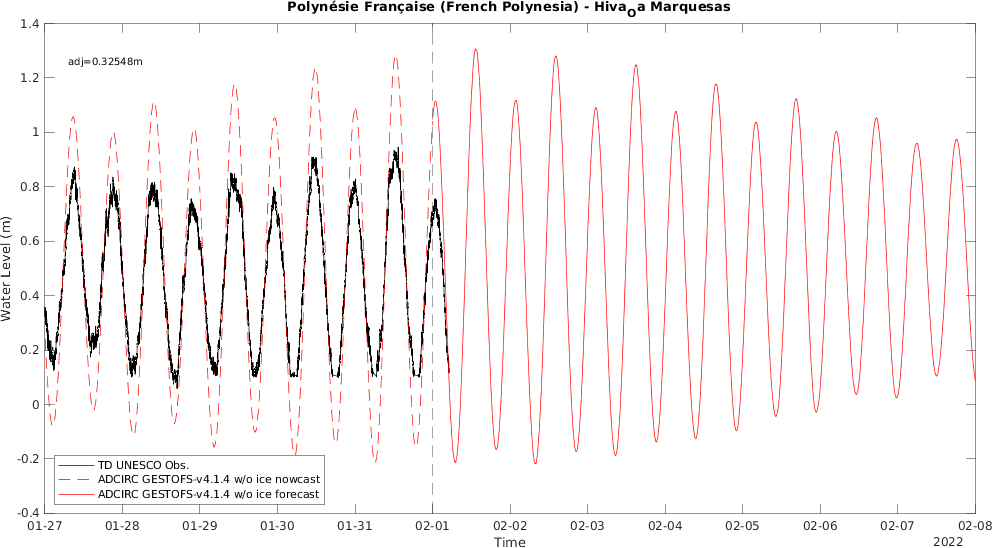 Polynésie Française (French Polynesia) - Hiva_Oa Marquesas
1.4
adj=0.32548m
1.2
1
0.8
0.6
0.4
0.2
0
-0.2
-0.4
Water Level (m)
TD UNESCO Obs.
ADCIRC GESTOFS-v4.1.4 w/o ice nowcast
ADCIRC GESTOFS-v4.1.4 w/o ice forecast
01-27 01-28 01-29 01-30 01-31 02-01 02-02 02-03 02-04 02-05 02-06 02-07 02-08
Time
2022